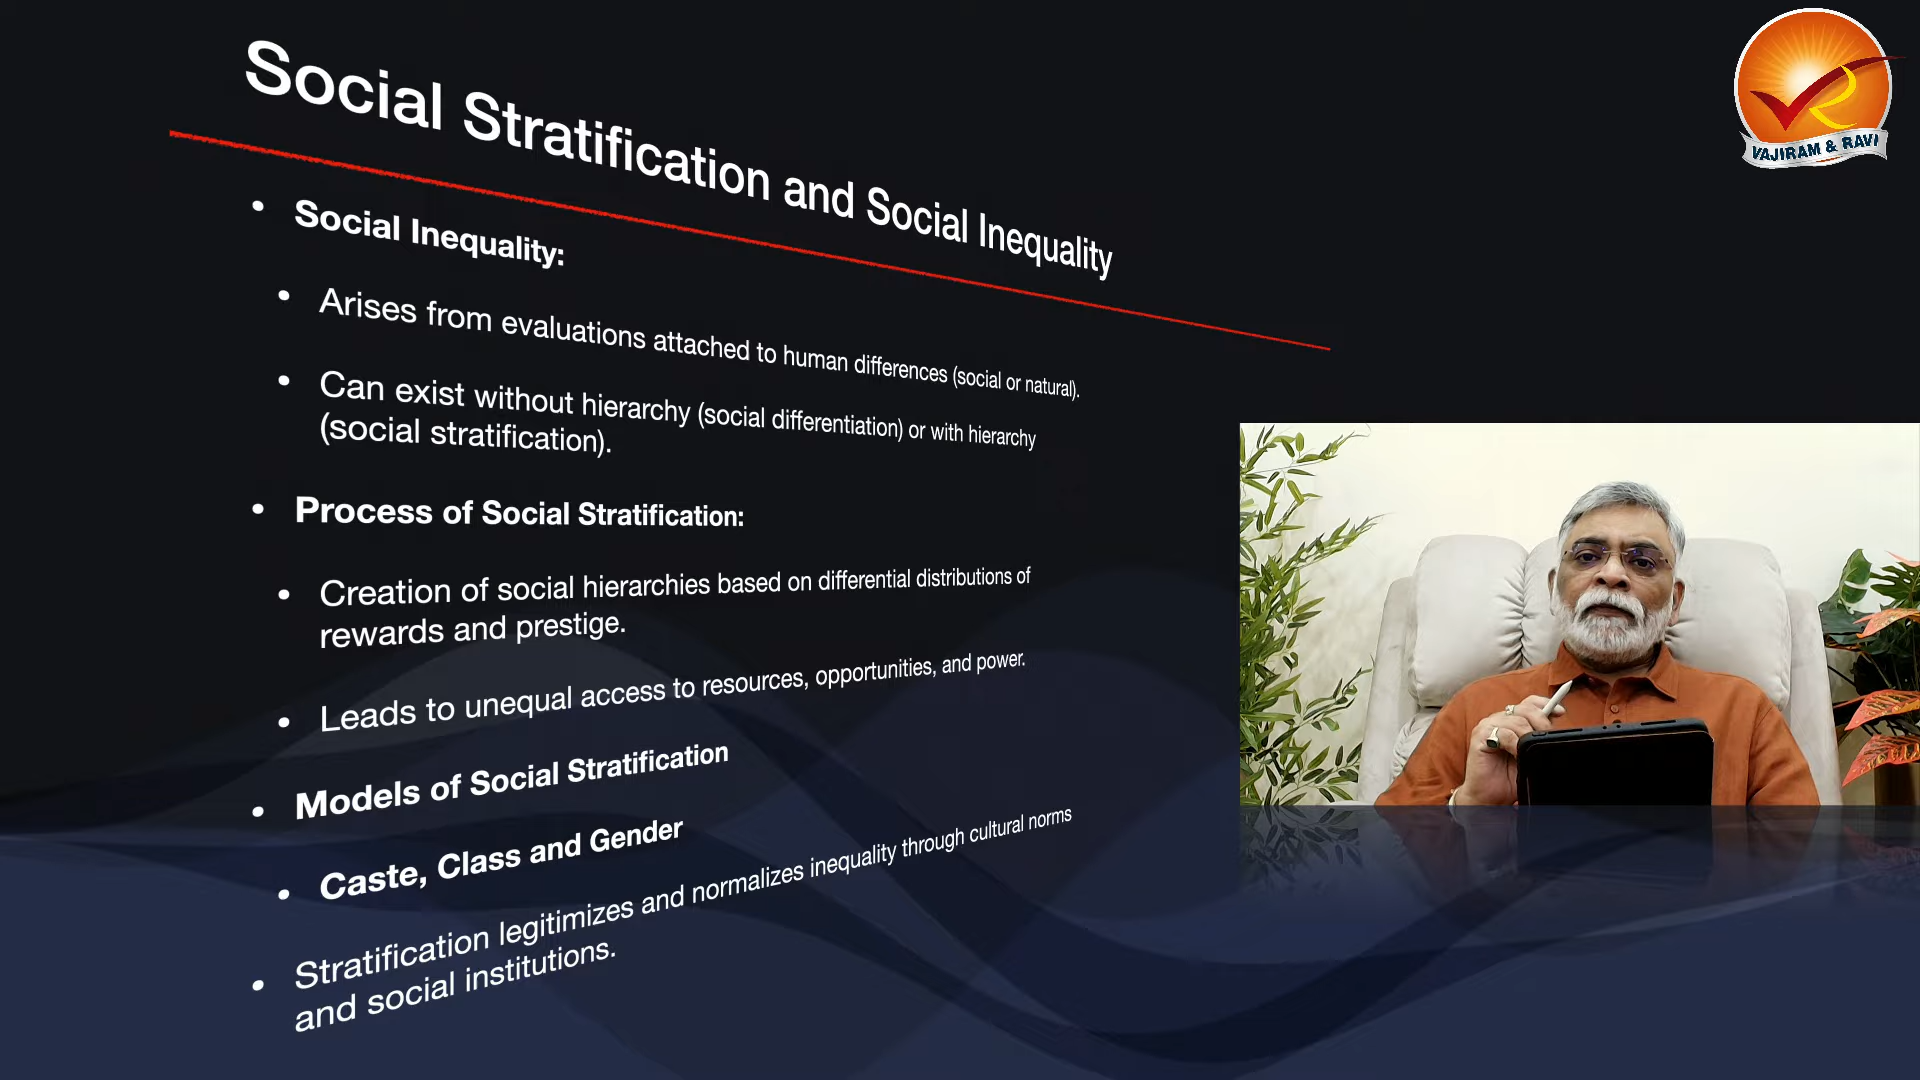 Social Stratification and Social Inequality
• Social Inequality:
• Arises from evaluations attached to human differences (social or natural).
• Can exist without hierarchy (social differentiation) or with hierarchy
(social stratification).
• Process of Social Stratification:
• Creation of social hierarchies based on differential distributions of
rewards and prestige.
• Leads to unequal access to resources, opportunities, and power.
• Models of Social Stratification
• Caste, Class and Gender
• Stratification legitimizes and normalizes inequality through cultural norms
and social institutions.
VAJIRAM & RAVI